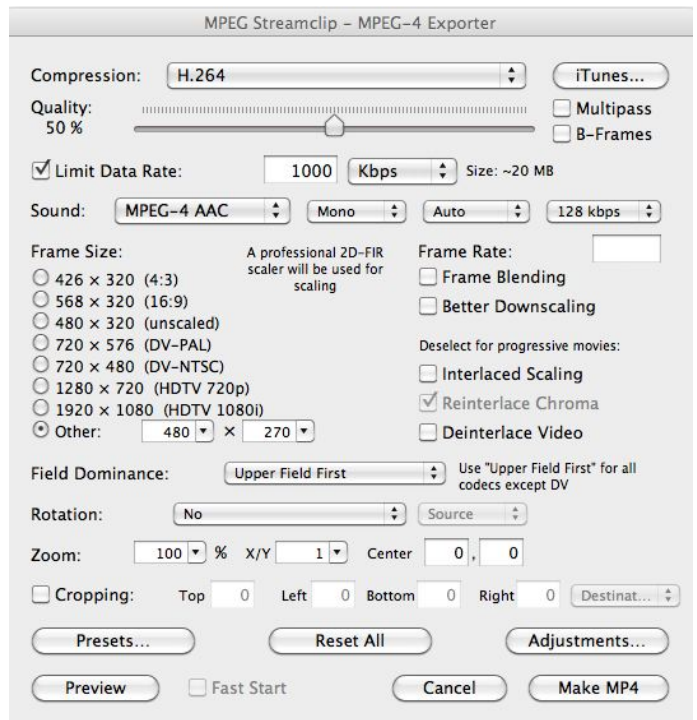 MPEG Streamclip – MPEG-4 Exporter
Compression: H.264 iTunes...
Quality: Multipass
50 % B-Frames
Limit Data Rate: 1000 Kbps Size: ~20 MB
Sound: MPEG-4 AAC Mono Auto 128 kbps
Frame Size: A professional 2D-FIR Frame Rate:
426 × 320 (4:3) scaler will be used for Frame Blending
568 × 320 (16:9) scaling Better Downscaling
480 × 320 (unscaled)
720 × 576 (DV-PAL) Deselect for progressive movies:
720 × 480 (DV-NTSC) Interlaced Scaling
1280 × 720 (HDTV 720p)
1920 × 1080 (HDTV 1080i) Reinterlace Chroma
Other: 480 × 270 Deinterlace Video
Field Dominance: Upper Field First Use "Upper Field First" for all
codecs except DV
Rotation: No Source
Zoom: 100 % X/Y 1 Center 0 , 0
Cropping: Top 0 Left 0 Bottom 0 Right 0 Destinat...
Presets... Reset All Adjustments...
Preview Fast Start Cancel Make MP4